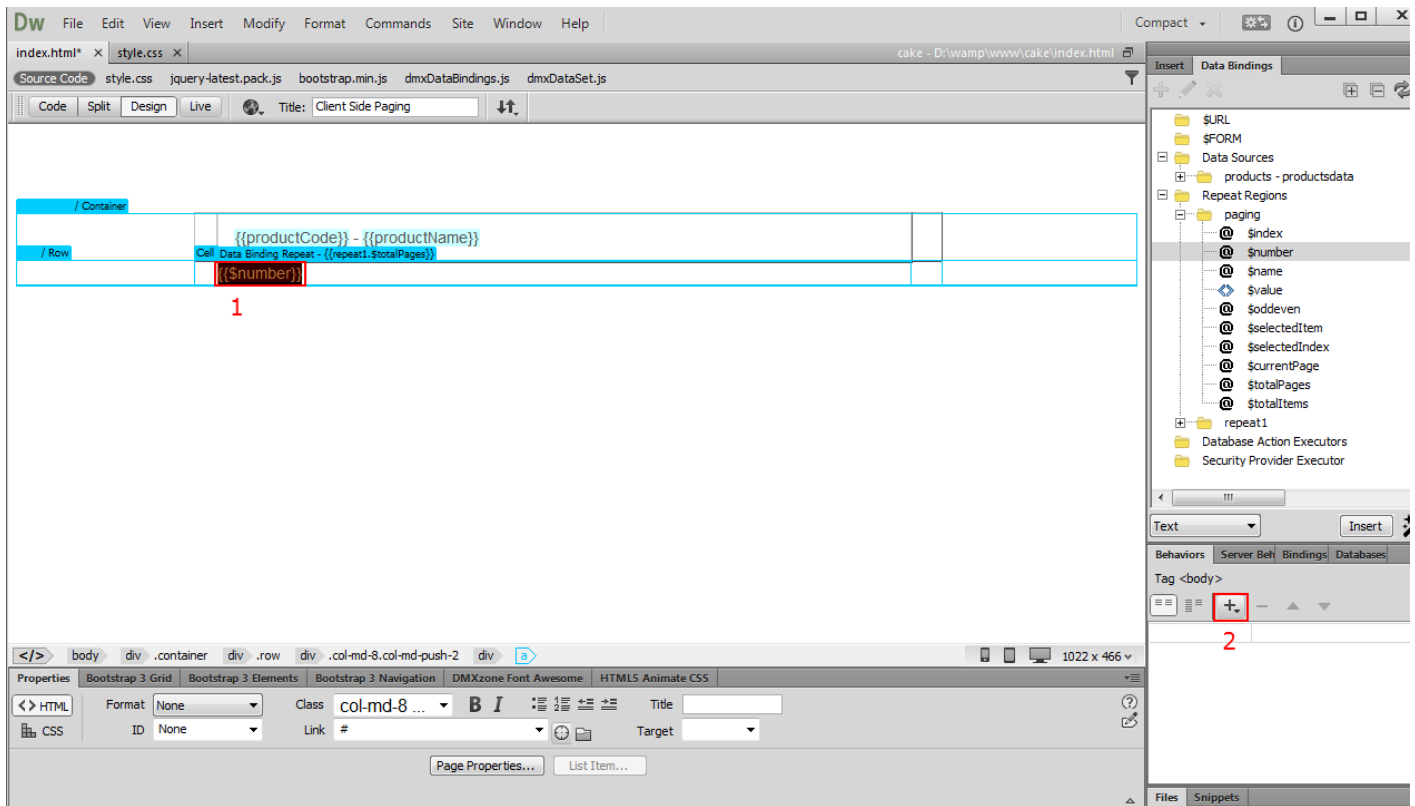 Dw File Edit View Insert Modify Format Commands Site Window Help Compact
index.html* × style.css × cake - D:\wamp\www\cake\index.html
Source Code style.css jquery-latest.pack.js bootstrap.min.js dmxDataBindings.js dmxDataSet.js
Code Split Design Live Title: Client Side Paging
/ Container
{{productCode}} - {{productName}}
/ Row Cell Data Binding Repeat - {{repeat1.$totalPages}}
{{$number}}
1
Insert Data Bindings
$URL
$FORM
Data Sources
products - productsdata
Repeat Regions
paging
@ $index
@ $number
@ $name
$value
@ $oddeven
@ $selectedItem
@ $selectedIndex
@ $currentPage
@ $totalPages
@ $totalItems
repeat1
Database Action Executors
Security Provider Executor
Text Insert
Behaviors Server Beh Bindings Databases
Tag <body>
2
</> body div .container div .row div .col-md-8.col-md-push-2 div a 1022 x 466
Properties Bootstrap 3 Grid Bootstrap 3 Elements Bootstrap 3 Navigation DMXzone Font Awesome HTML5 Animate CSS
<> HTML Format None Class col-md-8 ... B I Title
CSS ID None Link # Target
Page Properties... List Item...
Files Snippets